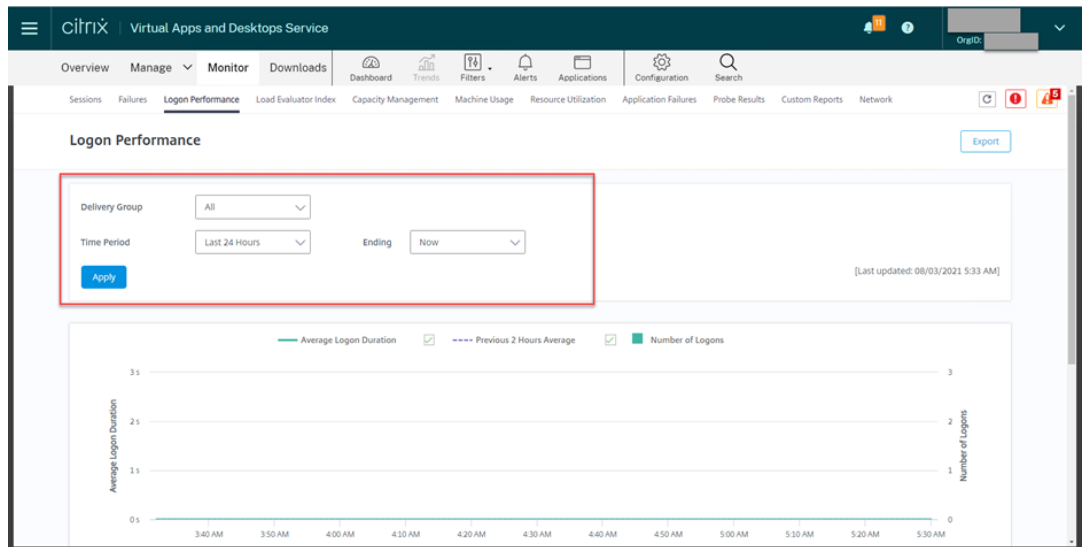 citrix | Virtual Apps and Desktops Service
11
OrgID:
Overview Manage Monitor Downloads Dashboard Trends Filters Alerts Applications Configuration Search
Sessions Failures Logon Performance Load Evaluator Index Capacity Management Machine Usage Resource Utilization Application Failures Probe Results Custom Reports Network
5
Logon Performance
Export
Delivery Group All
Time Period Last 24 Hours Ending Now
Apply
[Last updated: 08/03/2021 5:33 AM]
Average Logon Duration Previous 2 Hours Average Number of Logons
3 s 3
2 s 2
1 s 1
0 s 0
Average Logon Duration
Number of Logons
3:40 AM 3:50 AM 4:00 AM 4:10 AM 4:20 AM 4:30 AM 4:40 AM 4:50 AM 5:00 AM 5:10 AM 5:20 AM 5:30 AM